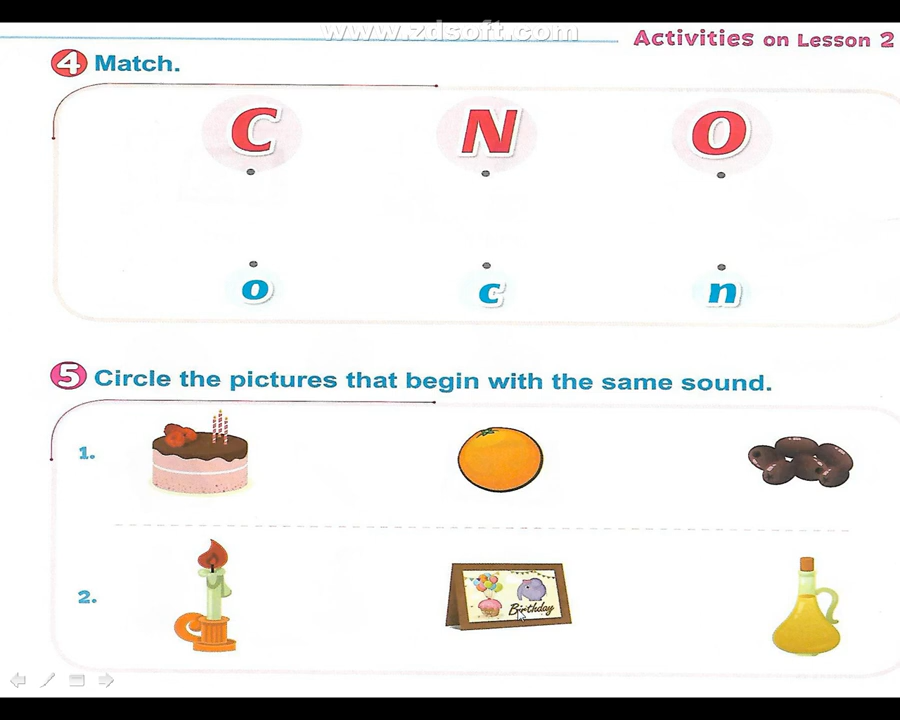 www.zdsoft.com
Activities on Lesson 2
4 Match.
C N O
o c n
5 Circle the pictures that begin with the same sound.
1.
2.
Birthday